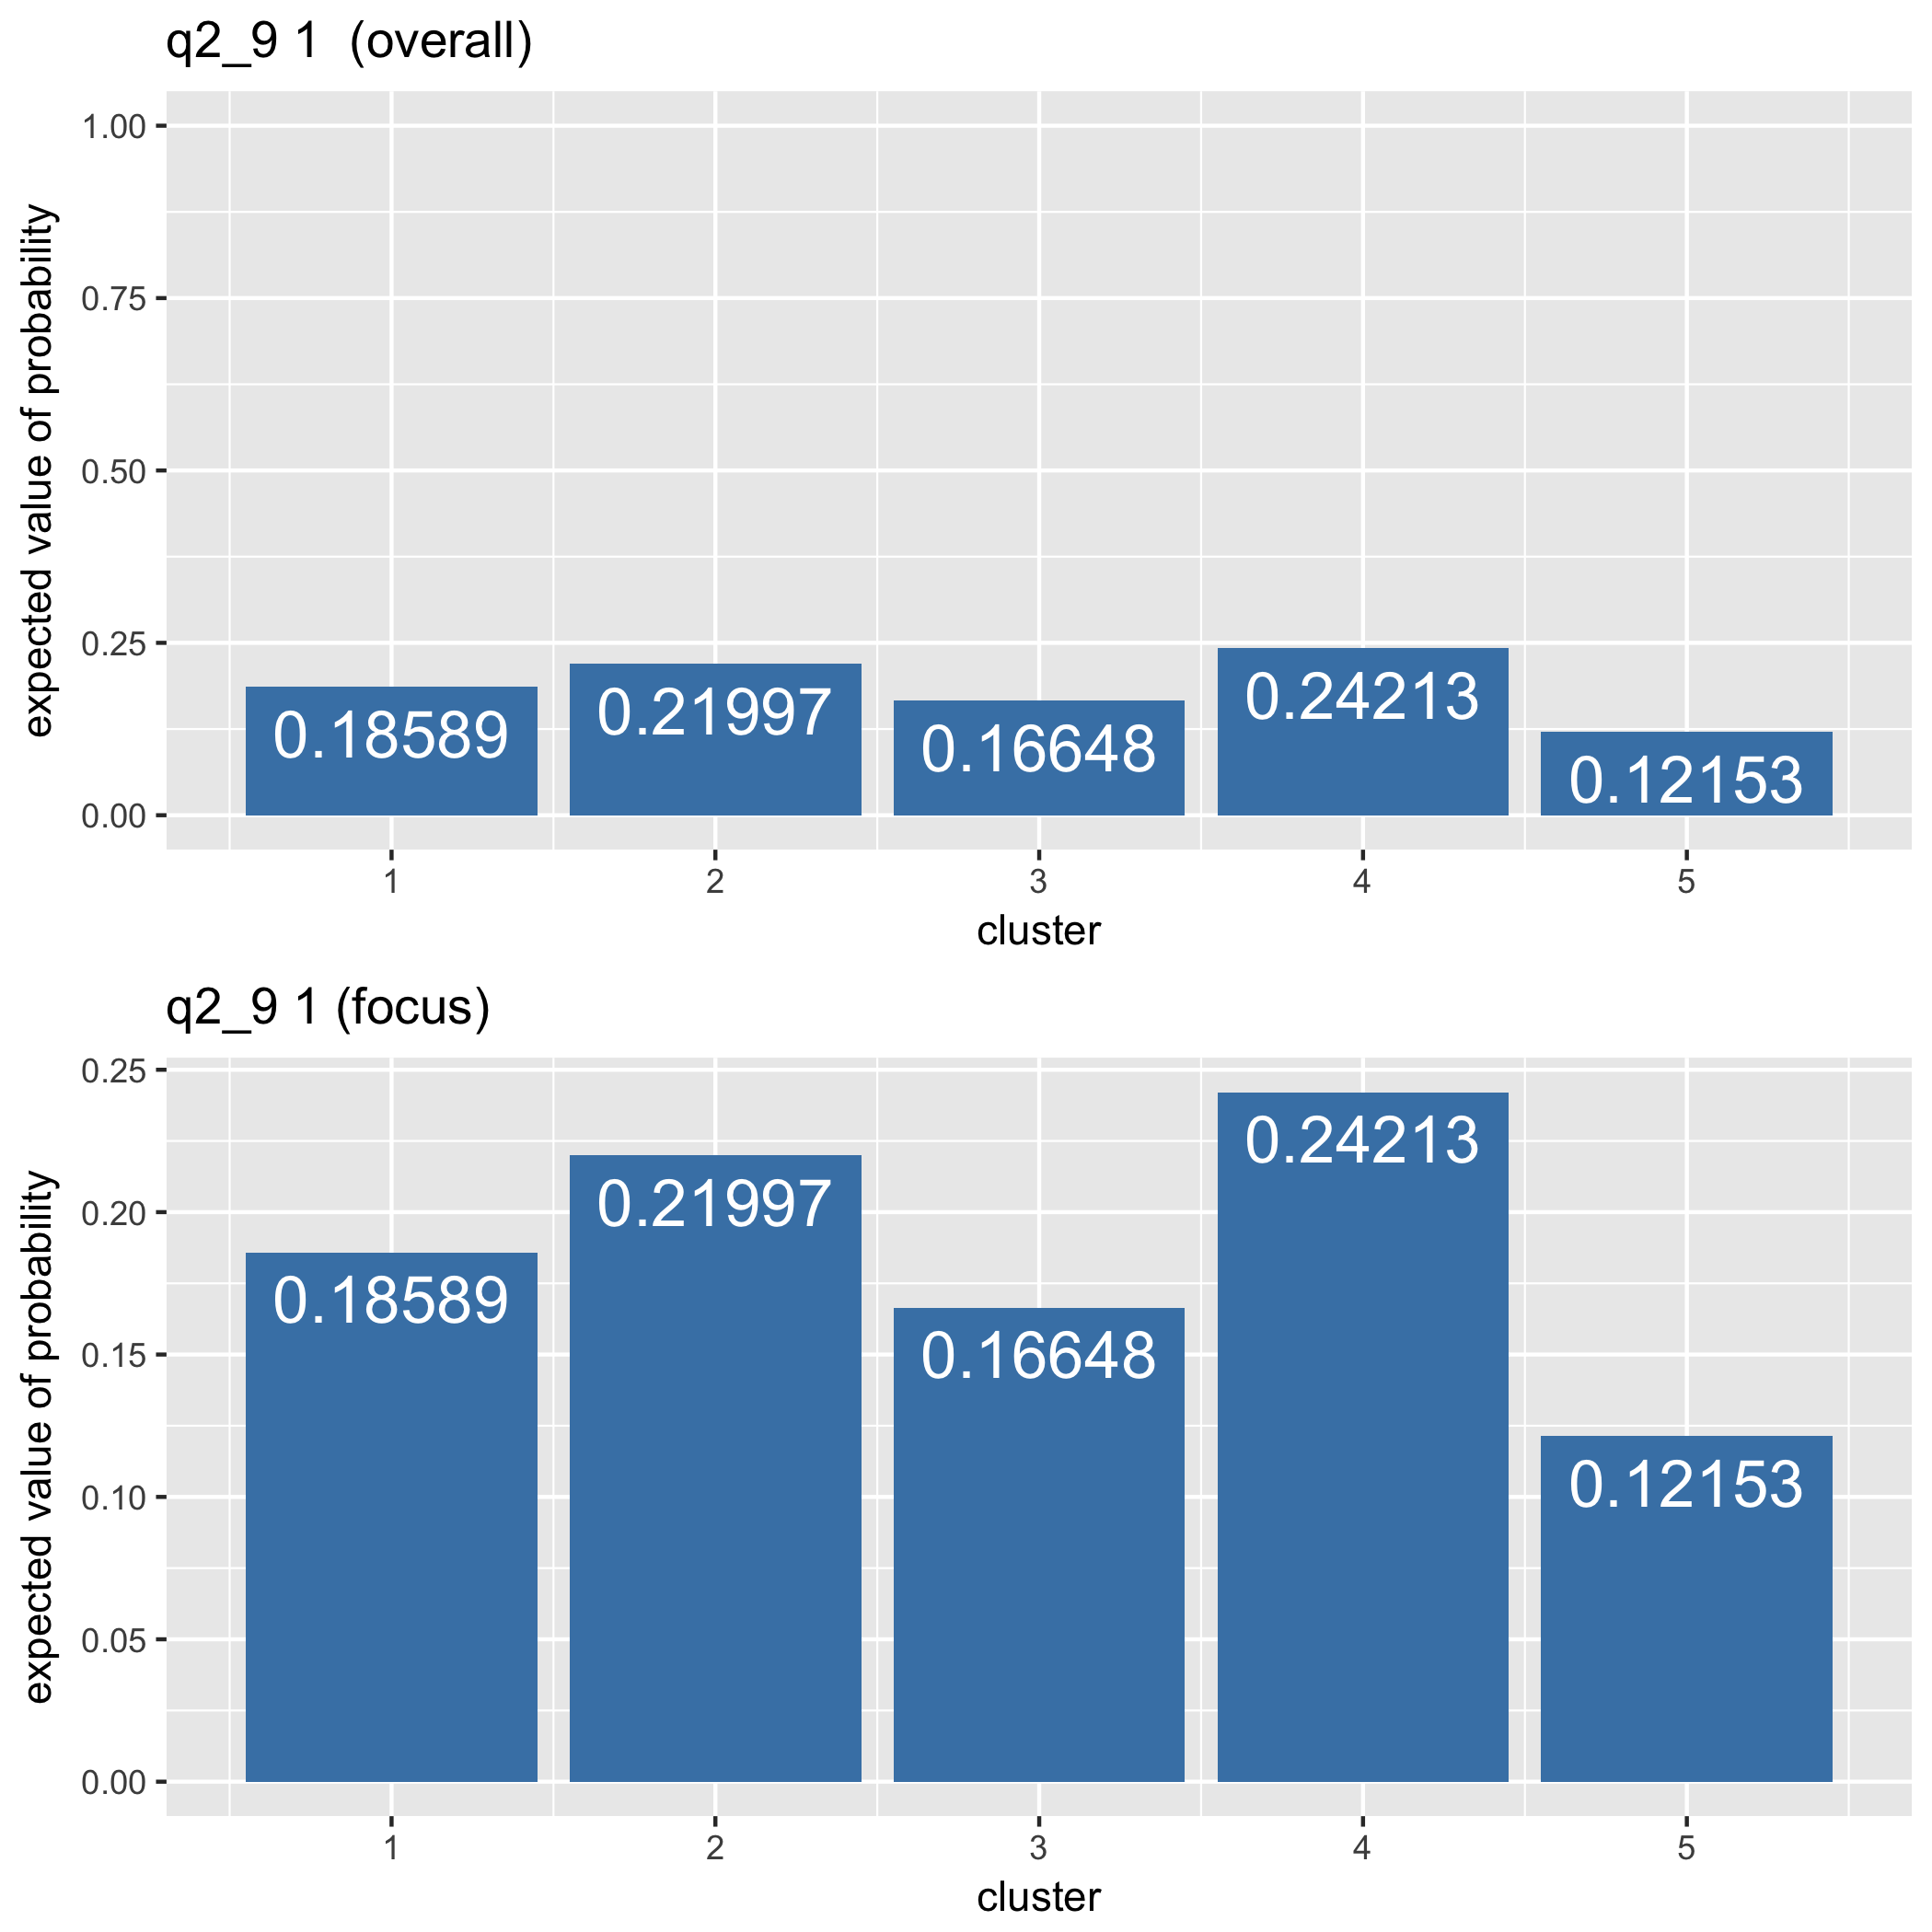 q2_9 1  (overall)
expected value of probability
1.00
0.75
0.50
0.25
0.00
0.18589
0.21997
0.16648
0.24213
0.12153
1 2 3 4 5
cluster
q2_9 1 (focus)
expected value of probability
0.25
0.20
0.15
0.10
0.05
0.00
0.18589
0.21997
0.16648
0.24213
0.12153
1 2 3 4 5
cluster